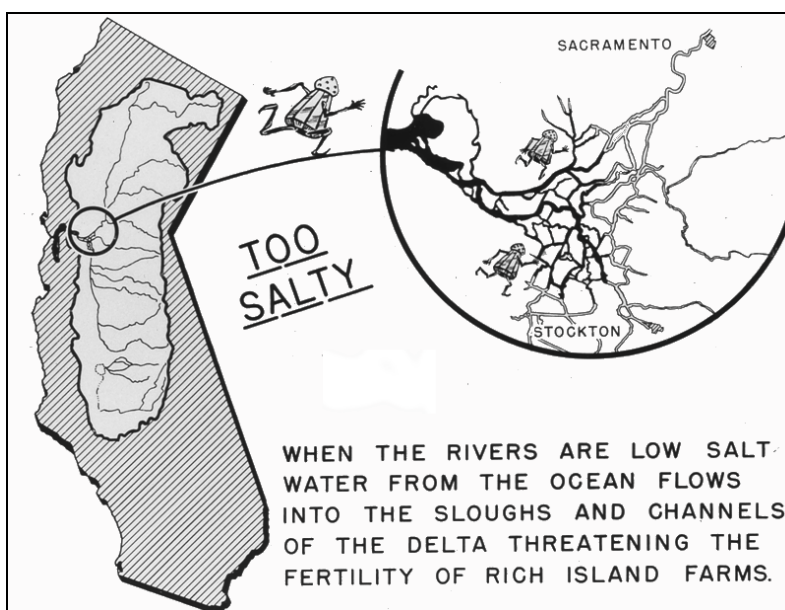 SACRAMENTO
TOO
SALTY
STOCKTON
WHEN THE RIVERS ARE LOW SALT
WATER FROM THE OCEAN FLOWS
INTO THE SLOUGHS AND CHANNELS
OF THE DELTA THREATENING THE
FERTILITY OF RICH ISLAND FARMS.